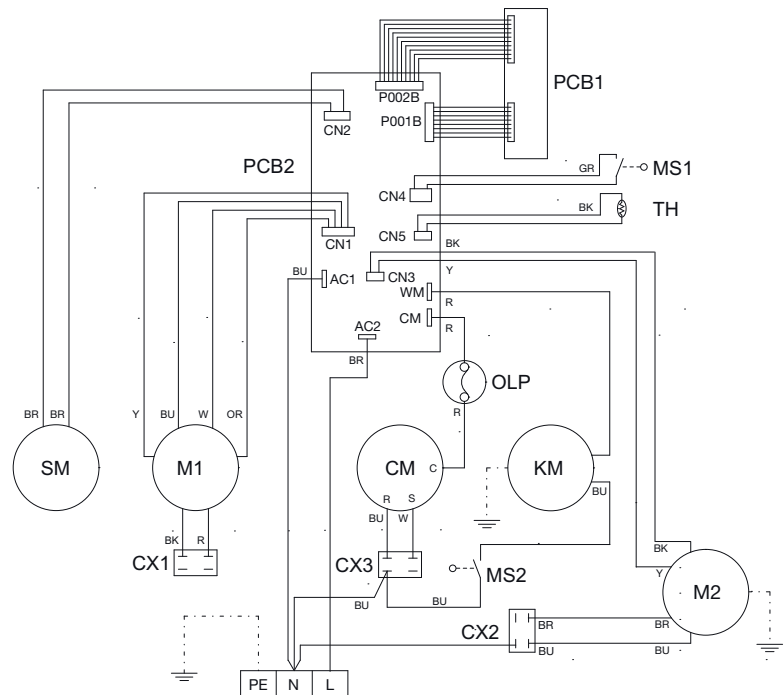 P002B
PCB1
P001B
CN2
PCB2
GR
MS1
CN4
BK
TH
CN5
CN1
BK
BU
AC1
CN3
Y
WM
R
CM
R
AC2
BR
OLP
BR
BR
Y
BU
W
OR
R
SM
M1
CM
C
KM
R
S
BU
BU
W
BK
R
CX1
CX3
MS2
BK
Y
M2
BU
BU
CX2
BR
BR
BU
BU
PE
N
L